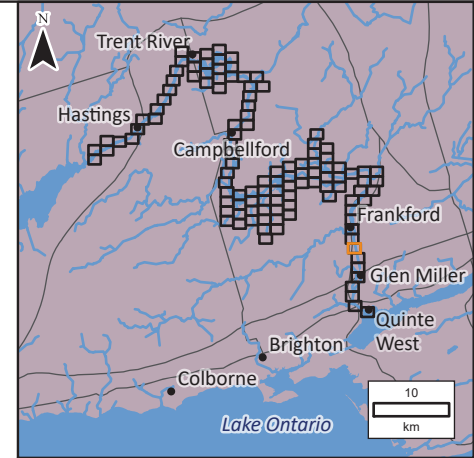 N
Trent River
Hastings
Campbellford
Frankford
Glen Miller
Quinte
West
Brighton
Colborne
Lake Ontario
10
km